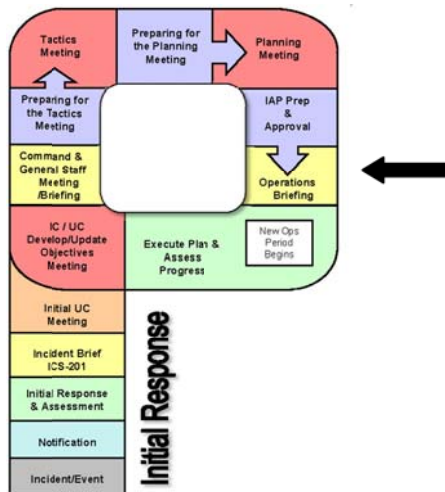 Tactics
Meeting
Preparing for
the Planning
Meeting
Planning
Meeting
Preparing for
the Tactics
Meeting
IAP Prep
&
Approval
Command &
General Staff
Meeting
/Briefing
Operations
Briefing
IC / UC
Develop/Update
Objectives
Meeting
Execute Plan &
Assess
Progress
New Ops
Period
Begins
Initial UC
Meeting
Incident Brief
ICS-201
Initial Response
& Assessment
Notification
Incident/Event
Initial Response